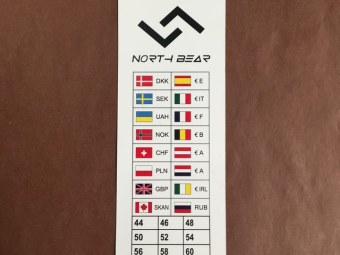 NORTH BEAR
DKK € E
SEK € IT
UAH € F
NOK € B
CHF € A
PLN € A
GBP € IRL
SKAN RUB
44 46 48
50 52 54
56 58 60